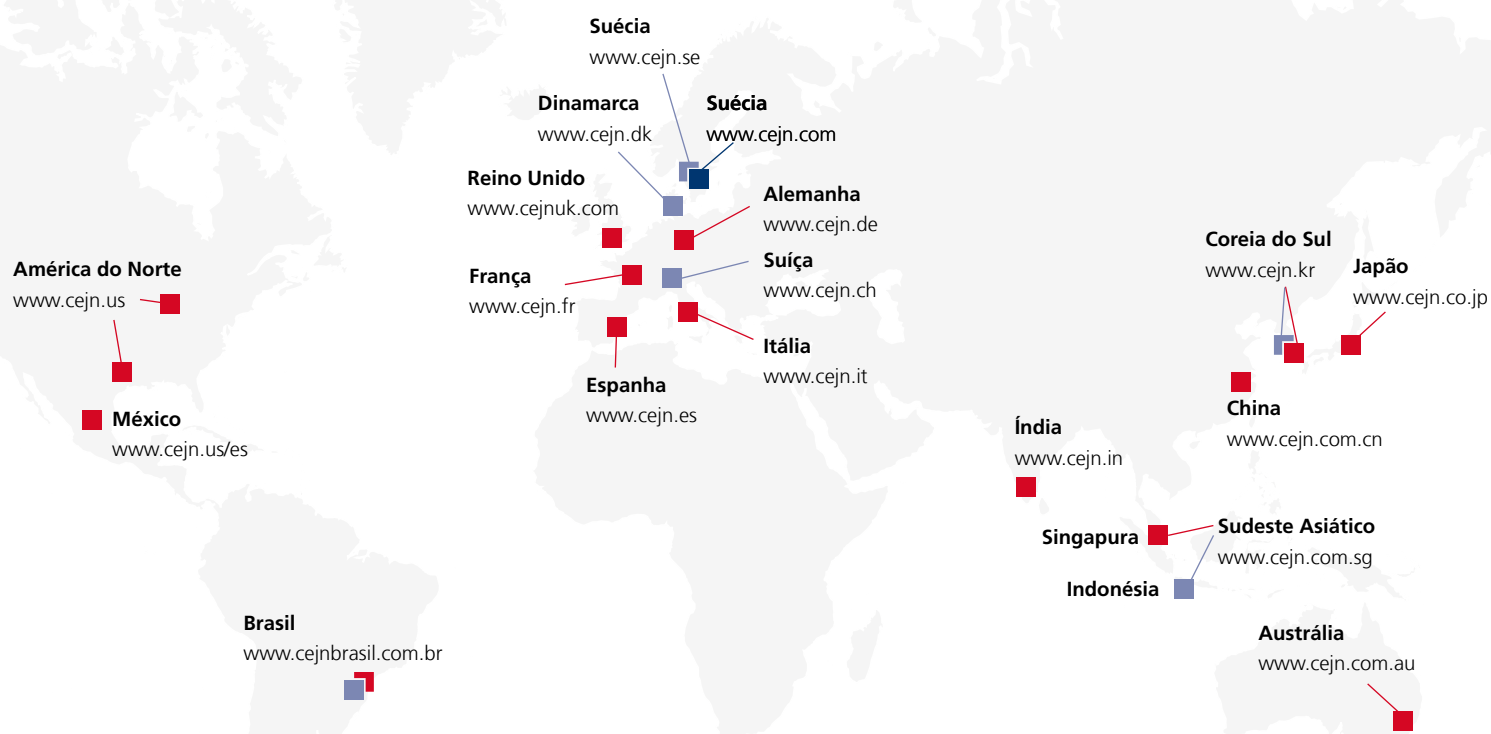 Suécia
www.cejn.se
Dinamarca
www.cejn.dk
Suécia
www.cejn.com
Reino Unido
www.cejnuk.com
Alemanha
www.cejn.de
América do Norte
www.cejn.us
França
www.cejn.fr
Suíça
www.cejn.ch
Coreia do Sul
www.cejn.kr
Japão
www.cejn.co.jp
Itália
www.cejn.it
Espanha
www.cejn.es
México
www.cejn.us/es
China
www.cejn.com.cn
Índia
www.cejn.in
Singapura
Sudeste Asiático
www.cejn.com.sg
Indonésia
Brasil
www.cejnbrasil.com.br
Austrália
www.cejn.com.au